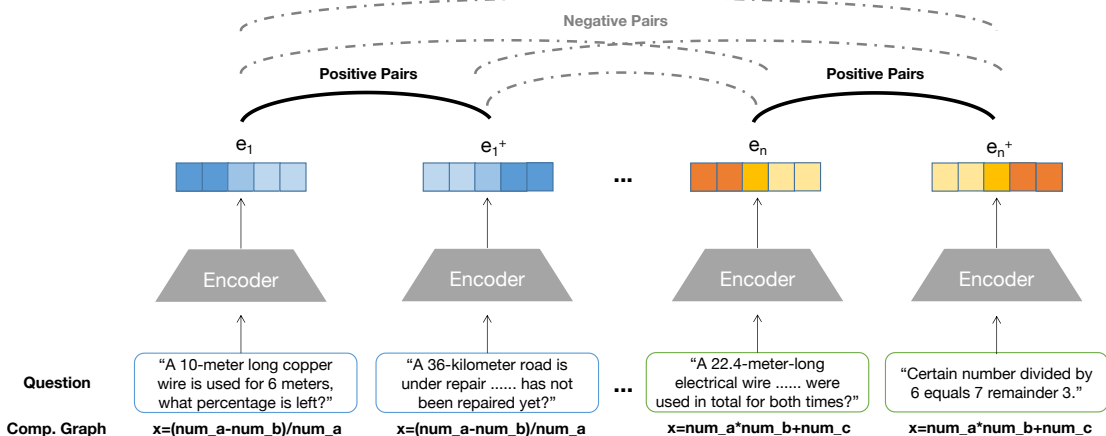 Negative Pairs
Positive Pairs
Positive Pairs
e1
e1+
en
en+
...
Encoder
Encoder
Encoder
Encoder
Question
“A 10-meter long copper
wire is used for 6 meters,
what percentage is left?”
“A 36-kilometer road is
under repair ...... has not
been repaired yet?”
...
“A 22.4-meter-long
electrical wire ...... were
used in total for both times?”
“Certain number divided by
6 equals 7 remainder 3.”
Comp. Graph
x=(num_a-num_b)/num_a
x=(num_a-num_b)/num_a
x=num_a*num_b+num_c
x=num_a*num_b+num_c